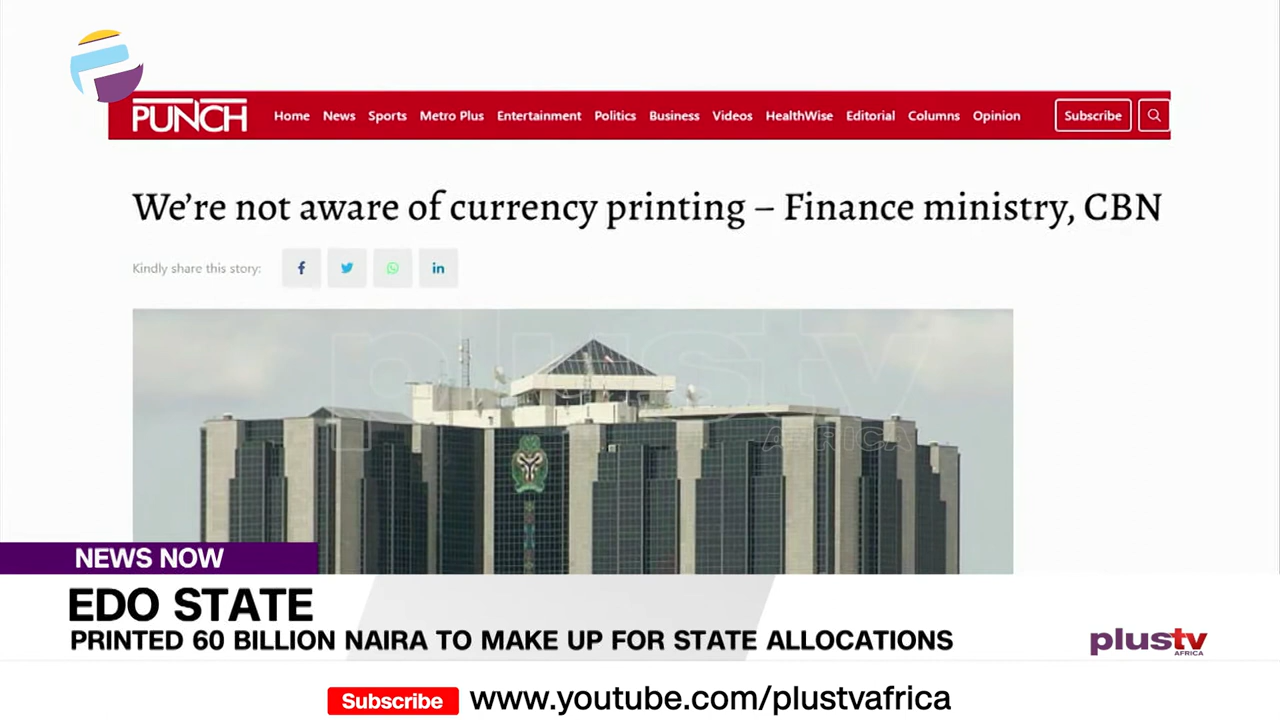 PUNCH Home News Sports Metro Plus Entertainment Politics Business Videos HealthWise Editorial Columns Opinion Subscribe
We're not aware of currency printing – Finance ministry, CBN
Kindly share this story:
plustv
AFRICA
NEWS NOW
EDO STATE
PRINTED 60 BILLION NAIRA TO MAKE UP FOR STATE ALLOCATIONS
plustv
AFRICA
Subscribe www.youtube.com/plustvafrica